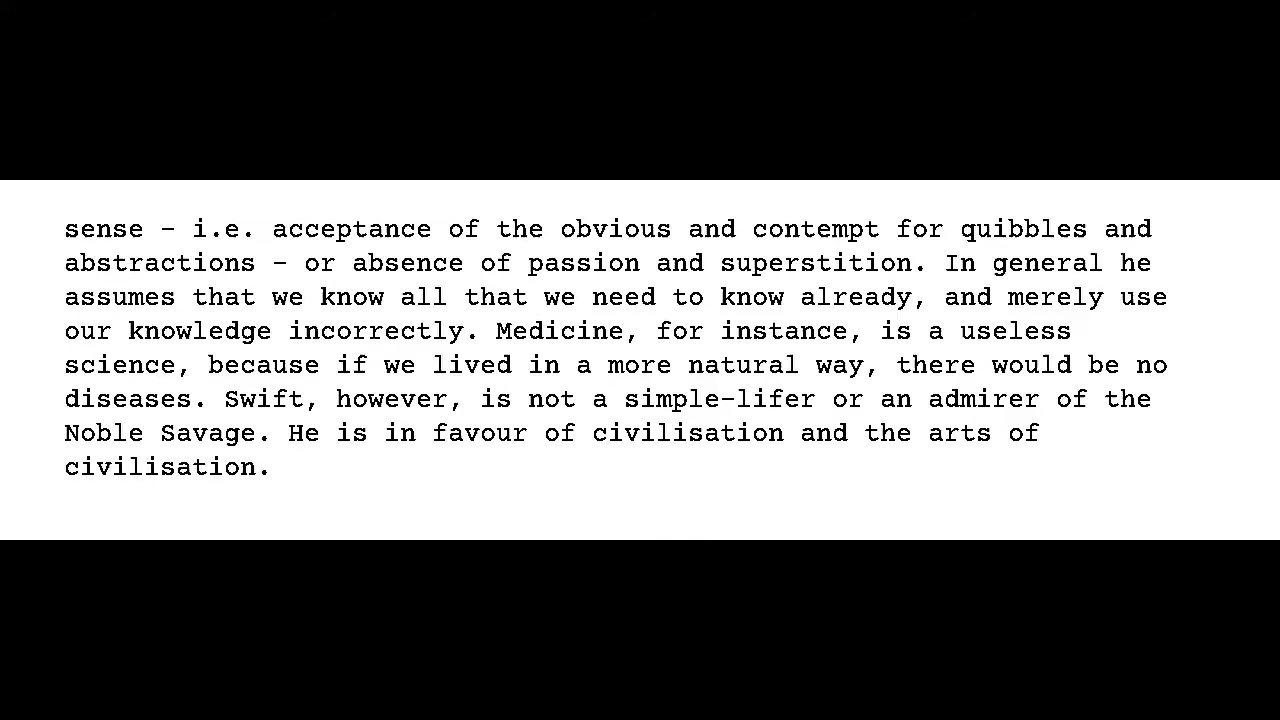 sense – i.e. acceptance of the obvious and contempt for quibbles and
abstractions – or absence of passion and superstition. In general he
assumes that we know all that we need to know already, and merely use
our knowledge incorrectly. Medicine, for instance, is a useless
science, because if we lived in a more natural way, there would be no
diseases. Swift, however, is not a simple-lifer or an admirer of the
Noble Savage. He is in favour of civilisation and the arts of
civilisation.